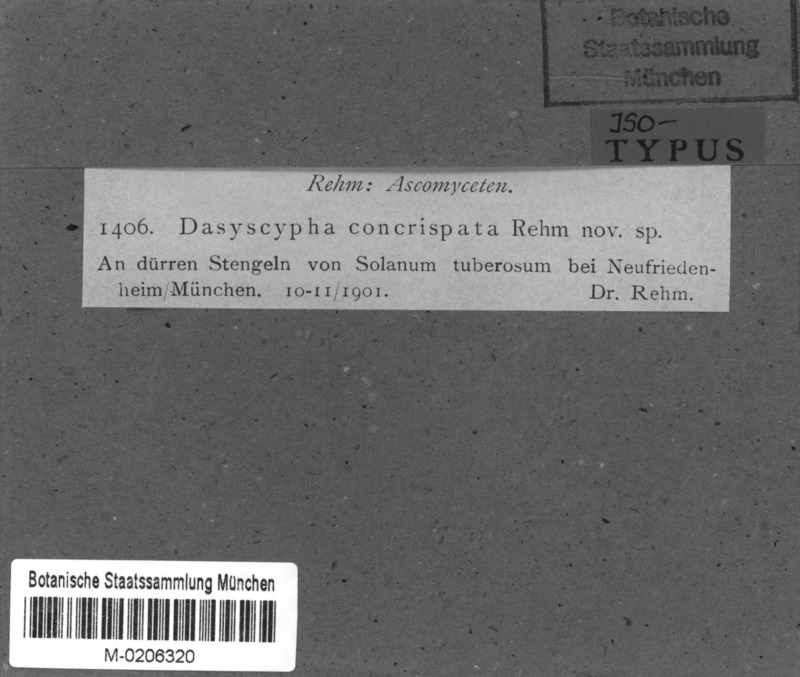 Botanische
Staatssammlung
München
ISO-
TYPUS
Rehm: Ascomyceten.
1406. Dasyscypha concrispata Rehm nov. sp.
An dürren Stengeln von Solanum tuberosum bei Neufrieden-
heim/München. 10-11/1901. Dr. Rehm.
Botanische Staatssammlung München
M-0206320